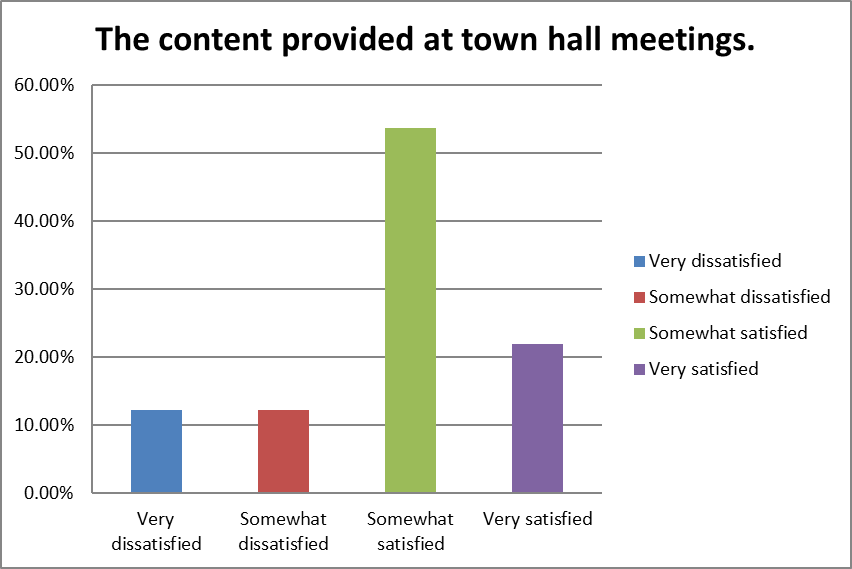 The content provided at town hall meetings.
60.00%
50.00%
40.00%
30.00%
20.00%
10.00%
0.00%
Very
dissatisfied
Somewhat
dissatisfied
Somewhat
satisfied
Very satisfied
Very dissatisfied
Somewhat dissatisfied
Somewhat satisfied
Very satisfied